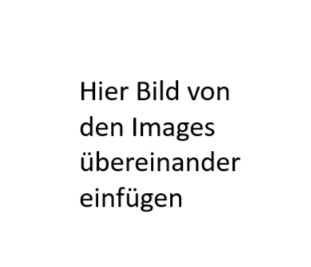 Hier Bild von
den Images
übereinander
einfügen